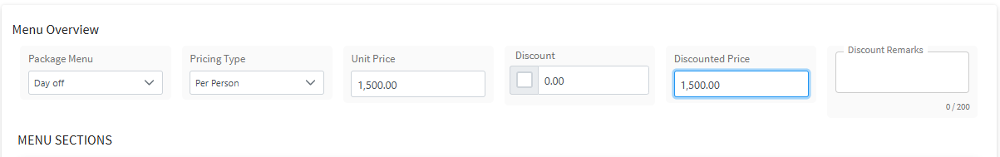 Menu Overview
Package Menu
Day off
Pricing Type
Per Person
Unit Price
1,500.00
Discount
0.00
Discounted Price
1,500.00
Discount Remarks
0 / 200
MENU SECTIONS